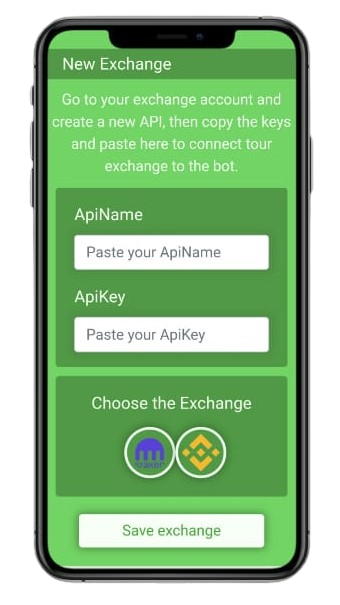 New Exchange
Go to your exchange account and
create a new API, then copy the keys
and paste here to connect tour
exchange to the bot.
ApiName
Paste your ApiName
ApiKey
Paste your ApiKey
Choose the Exchange
kraken
Save exchange